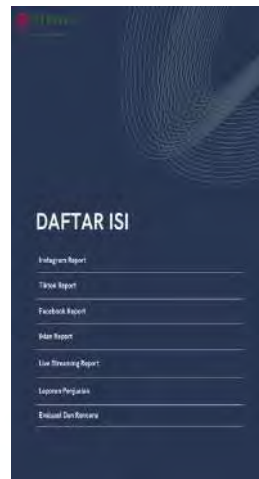 DAFTAR ISI
Instagram Report
Tiktok Report
Facebook Report
Iklan Report
Live Streaming Report
Laporan Penjualan
Evaluasi Dan Rencana